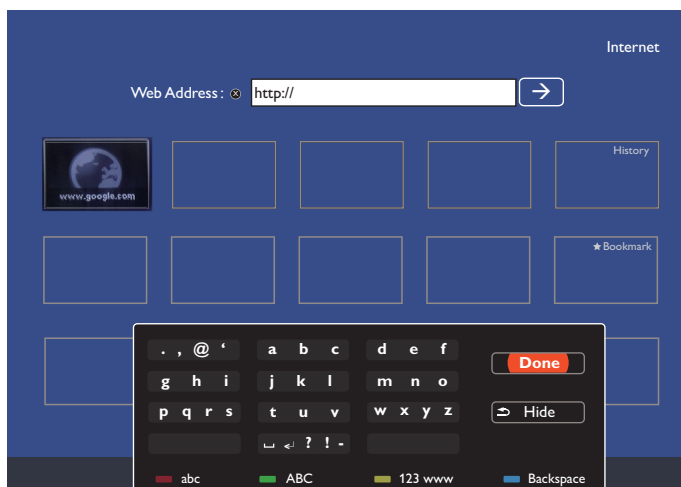 Internet
Web Address : ⊗ http:// →
www.google.com
History
★ Bookmark
. , @ ‘ a b c d e f
Done
g h i j k l m n o
p q r s t u v w x y z
Hide
␣ ↵ ? ! -
abc ABC 123 www Backspace